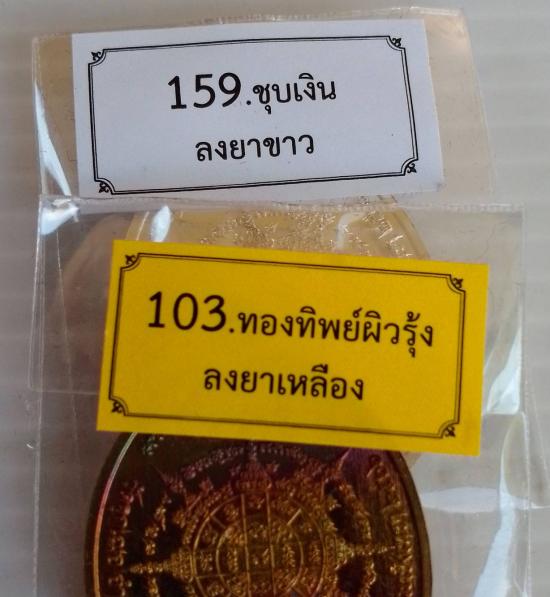 159.ชุบเงิน
ลงยาขาว
103.ทองทิพย์ผิวรุ้ง
ลงยาเหลือง